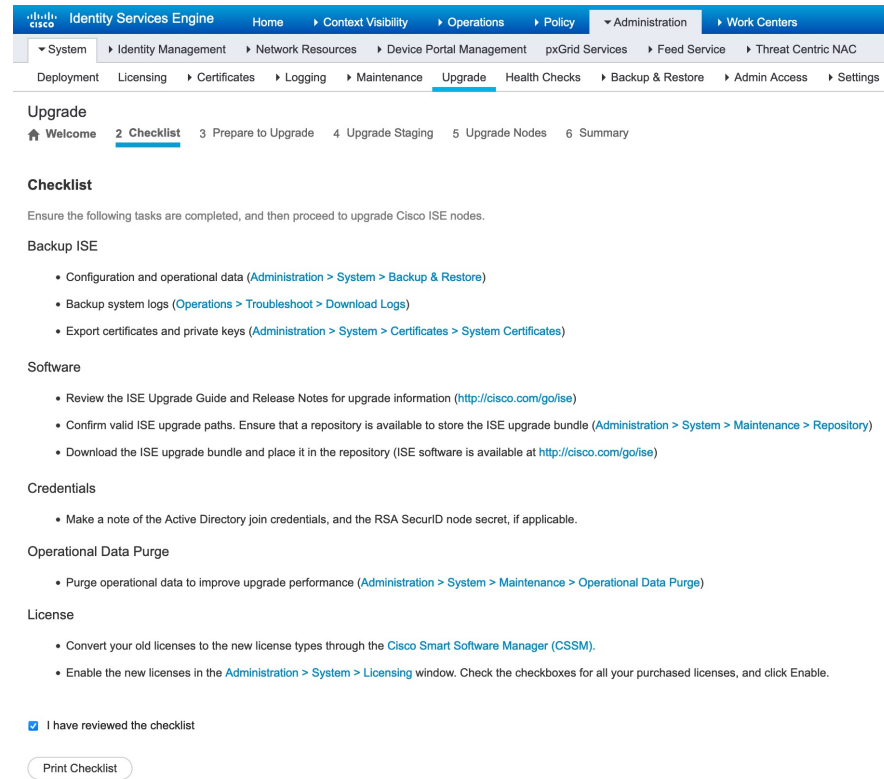 Identity Services Engine Home Context Visibility Operations Policy Administration Work Centers
CISCO
System Identity Management Network Resources Device Portal Management pxGrid Services Feed Service Threat Centric NAC
Deployment Licensing Certificates Logging Maintenance Upgrade Health Checks Backup & Restore Admin Access Settings
Upgrade
Welcome 2 Checklist 3 Prepare to Upgrade 4 Upgrade Staging 5 Upgrade Nodes 6 Summary
Checklist
Ensure the following tasks are completed, and then proceed to upgrade Cisco ISE nodes.
Backup ISE
• Configuration and operational data (Administration > System > Backup & Restore)
• Backup system logs (Operations > Troubleshoot > Download Logs)
• Export certificates and private keys (Administration > System > Certificates > System Certificates)
Software
• Review the ISE Upgrade Guide and Release Notes for upgrade information (http://cisco.com/go/ise)
• Confirm valid ISE upgrade paths. Ensure that a repository is available to store the ISE upgrade bundle (Administration > System > Maintenance > Repository)
• Download the ISE upgrade bundle and place it in the repository (ISE software is available at http://cisco.com/go/ise)
Credentials
• Make a note of the Active Directory join credentials, and the RSA SecurID node secret, if applicable.
Operational Data Purge
• Purge operational data to improve upgrade performance (Administration > System > Maintenance > Operational Data Purge)
License
• Convert your old licenses to the new license types through the Cisco Smart Software Manager (CSSM).
• Enable the new licenses in the Administration > System > Licensing window. Check the checkboxes for all your purchased licenses, and click Enable.
I have reviewed the checklist
Print Checklist